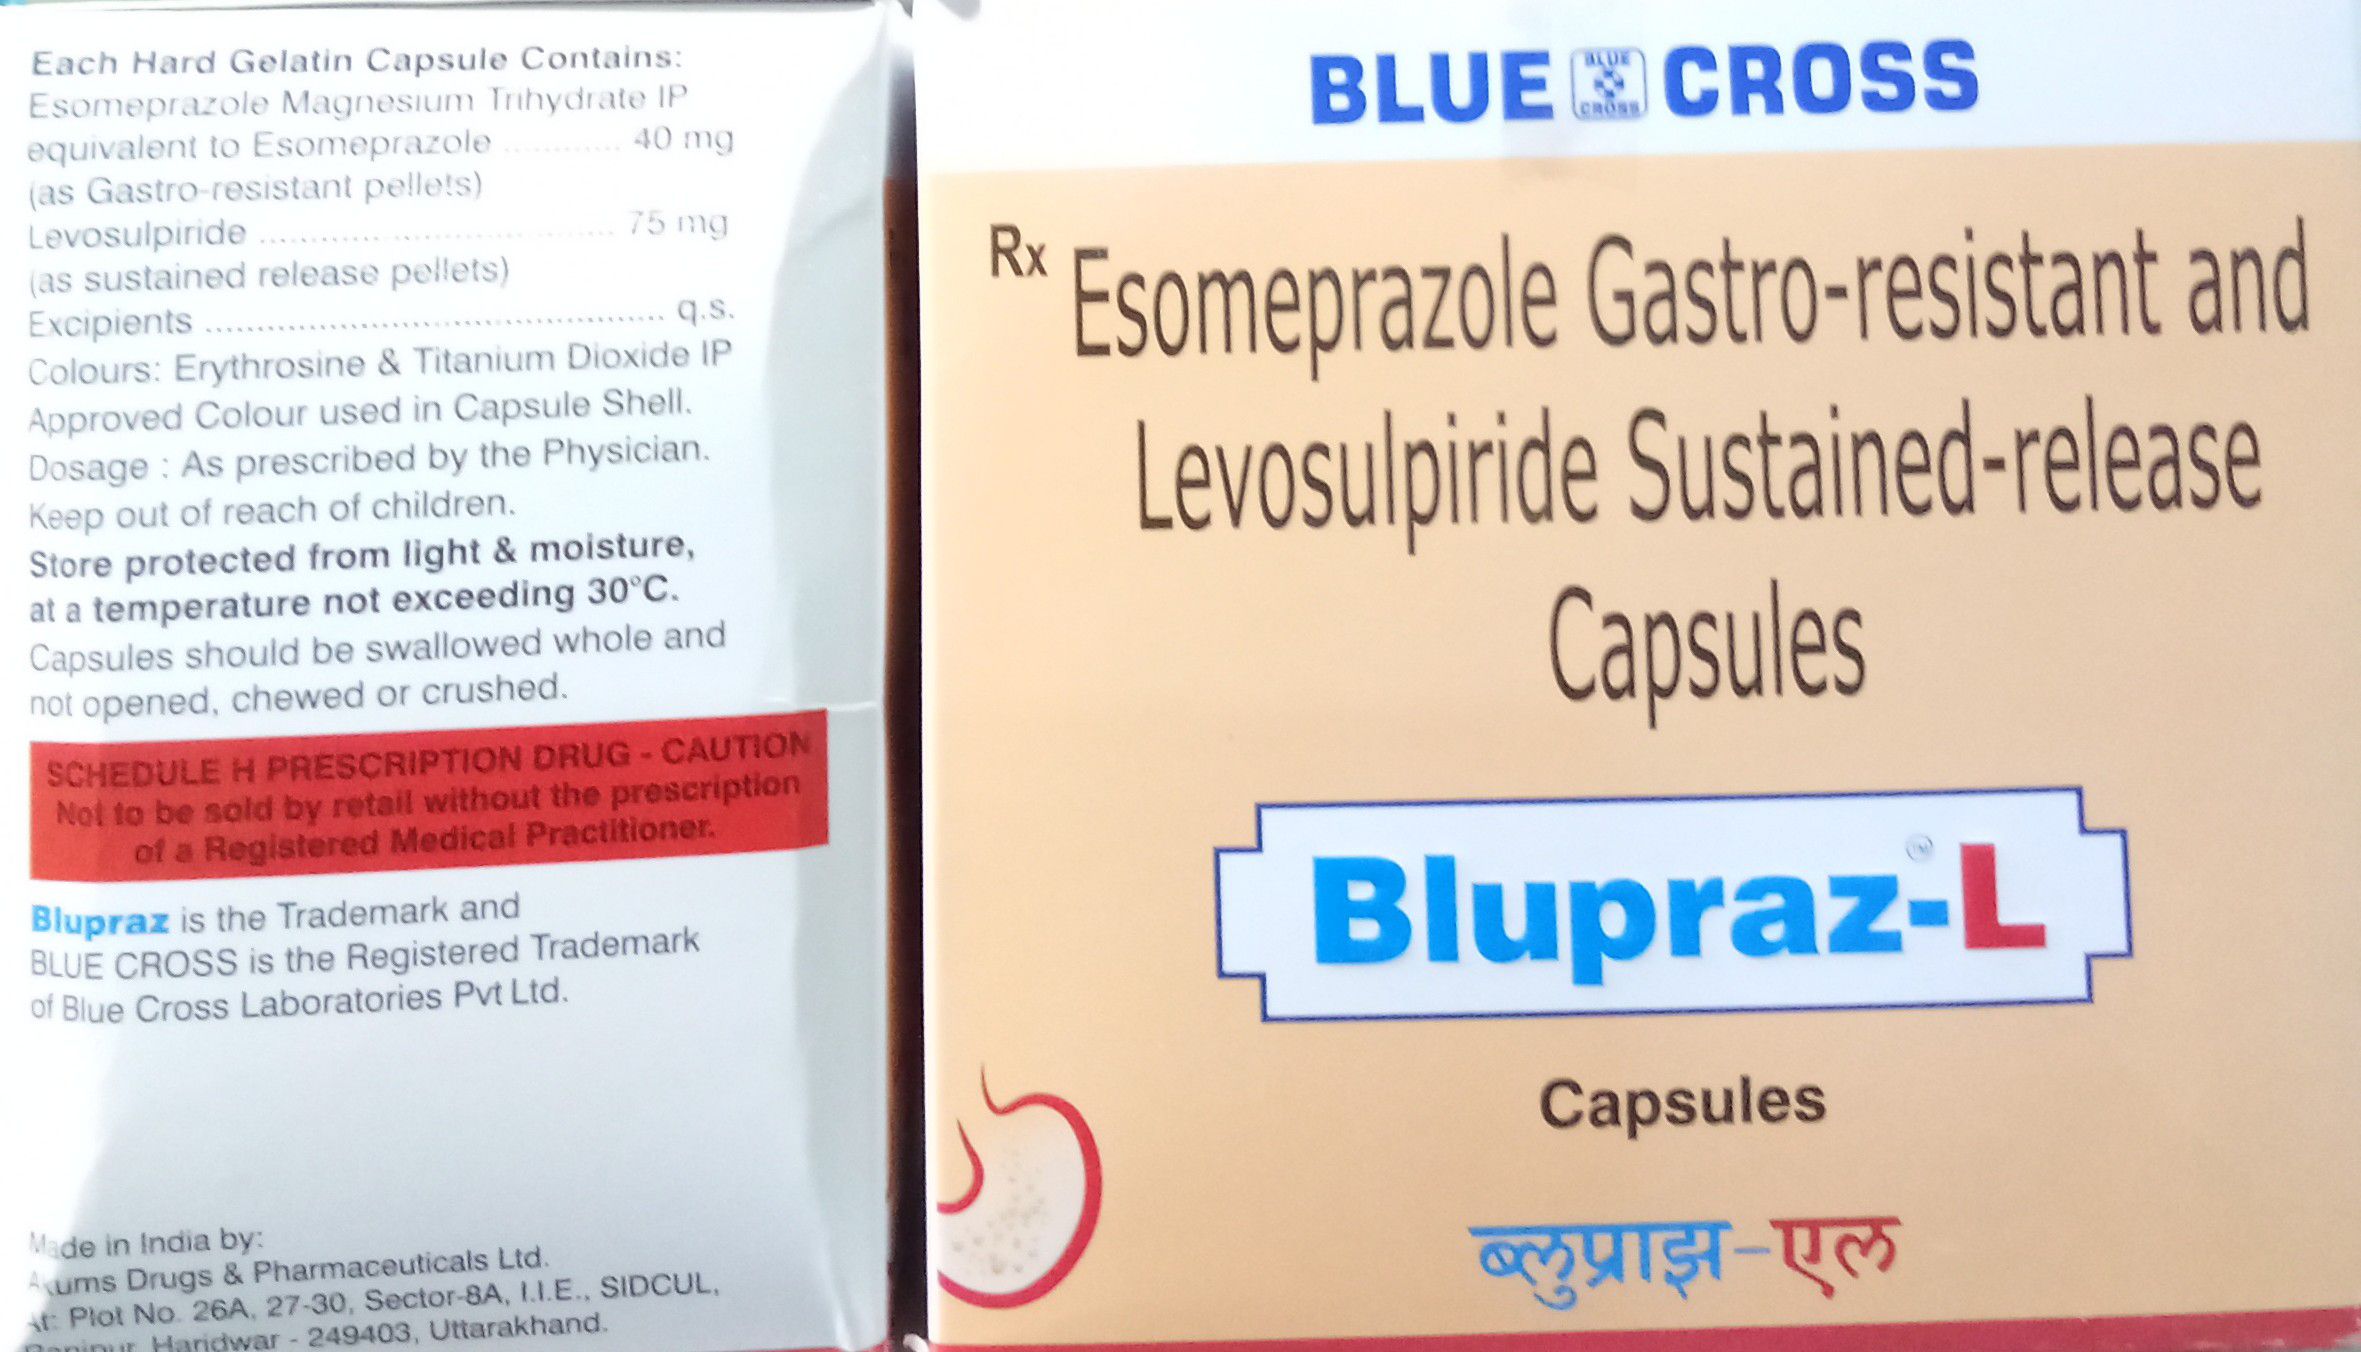 Each Hard Gelatin Capsule Contains:
Esomeprazole Magnesium Trihydrate IP
equivalent to Esomeprazole ............ 40 mg
(as Gastro-resistant pellets)
Levosulpiride .................................. 75 mg
(as sustained release pellets)
Excipients ............................................. q.s.
Colours: Erythrosine & Titanium Dioxide IP
Approved Colour used in Capsule Shell.
Dosage : As prescribed by the Physician.
Keep out of reach of children.
Store protected from light & moisture,
at a temperature not exceeding 30°C.
Capsules should be swallowed whole and
not opened, chewed or crushed.
SCHEDULE H PRESCRIPTION DRUG - CAUTION
Not to be sold by retail without the prescription
of a Registered Medical Practitioner.
Blupraz is the Trademark and
BLUE CROSS is the Registered Trademark
of Blue Cross Laboratories Pvt Ltd.
Made in India by:
Akums Drugs & Pharmaceuticals Ltd.
At: Plot No. 26A, 27-30, Sector-8A, I.I.E., SIDCUL,
Ranipur, Haridwar - 249403, Uttarakhand.
BLUE BLUE CROSS CROSS
Rx Esomeprazole Gastro-resistant and
Levosulpiride Sustained-release
Capsules
Blupraz-L ™
Capsules
ब्लुप्राझ-एल